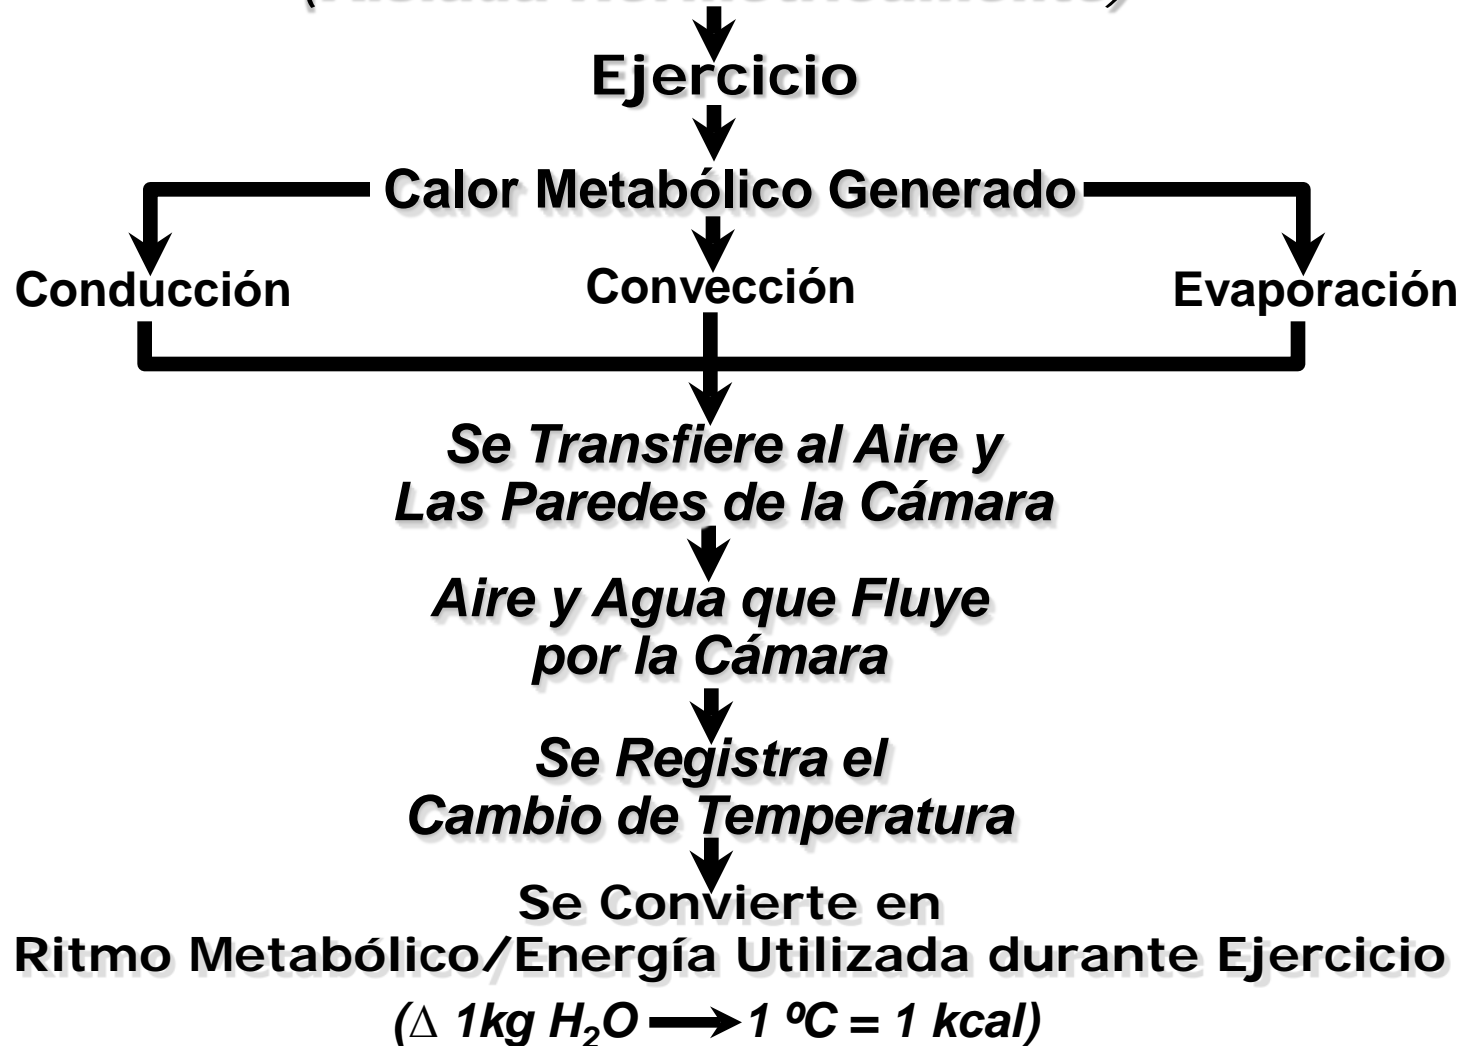 Ejercicio
Calor Metabólico Generado
Conducción
Convección
Evaporación
Se Transfiere al Aire y
Las Paredes de la Cámara
Aire y Agua que Fluye
por la Cámara
Se Registra el
Cambio de Temperatura
Se Convierte en
Ritmo Metabólico/Energía Utilizada durante Ejercicio
(∆ 1kg H₂O → 1 ºC = 1 kcal)